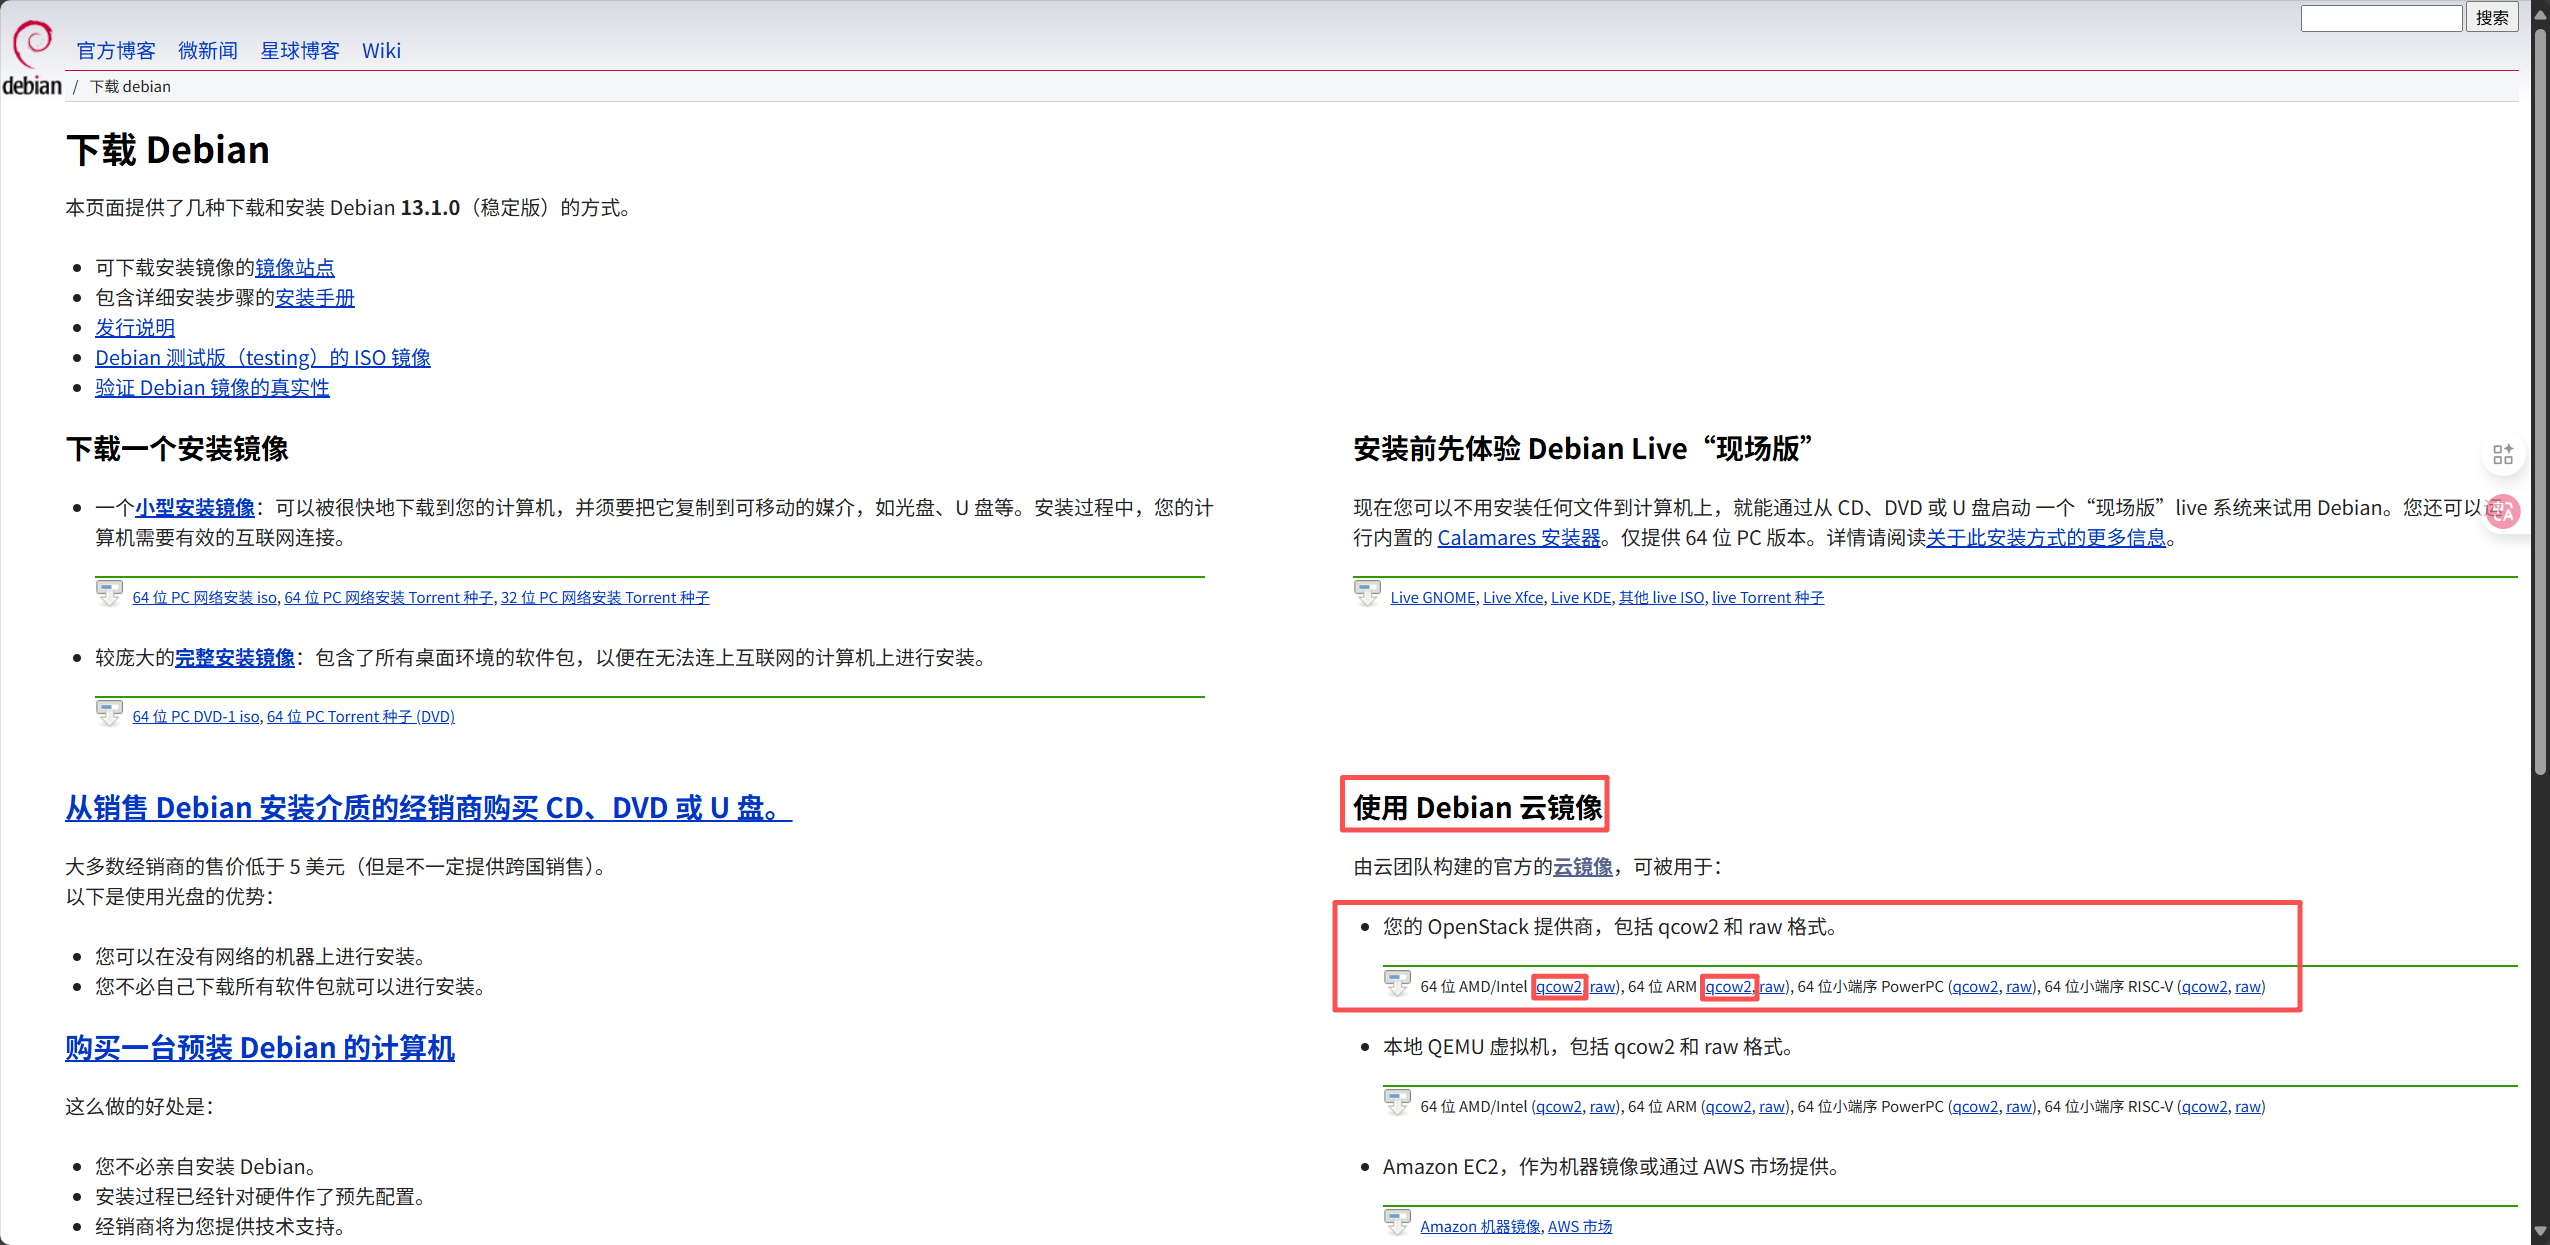 搜索
debian
官方博客 微新闻 星球博客 Wiki
/ 下载 debian
下载 Debian
本页面提供了几种下载和安装 Debian 13.1.0（稳定版）的方式。
可下载安装镜像的镜像站点
包含详细安装步骤的安装手册
发行说明
Debian 测试版（testing）的 ISO 镜像
验证 Debian 镜像的真实性
下载一个安装镜像
一个小型安装镜像：可以被很快地下载到您的计算机，并须要把它复制到可移动的媒介，如光盘、U 盘等。安装过程中，您的计
算机需要有效的互联网连接。
64 位 PC 网络安装 iso, 64 位 PC 网络安装 Torrent 种子, 32 位 PC 网络安装 Torrent 种子
较庞大的完整安装镜像：包含了所有桌面环境的软件包，以便在无法连上互联网的计算机上进行安装。
64 位 PC DVD-1 iso, 64 位 PC Torrent 种子 (DVD)
安装前先体验 Debian Live“现场版”
现在您可以不用安装任何文件到计算机上，就能通过从 CD、DVD 或 U 盘启动 一个“现场版”live 系统来试用 Debian。您还可以
行内置的 Calamares 安装器。仅提供 64 位 PC 版本。详情请阅读关于此安装方式的更多信息。
Live GNOME, Live Xfce, Live KDE, 其他 live ISO, live Torrent 种子
从销售 Debian 安装介质的经销商购买 CD、DVD 或 U 盘。
大多数经销商的售价低于 5 美元（但是不一定提供跨国销售）。
以下是使用光盘的优势：
您可以在没有网络的机器上进行安装。
您不必自己下载所有软件包就可以进行安装。
购买一台预装 Debian 的计算机
这么做的好处是：
您不必亲自安装 Debian。
安装过程已经针对硬件作了预先配置。
经销商将为您提供技术支持。
使用 Debian 云镜像
由云团队构建的官方的云镜像，可被用于：
您的 OpenStack 提供商，包括 qcow2 和 raw 格式。
64 位 AMD/Intel (qcow2, raw), 64 位 ARM (qcow2, raw), 64 位小端序 PowerPC (qcow2, raw), 64 位小端序 RISC-V (qcow2, raw)
本地 QEMU 虚拟机，包括 qcow2 和 raw 格式。
64 位 AMD/Intel (qcow2, raw), 64 位 ARM (qcow2, raw), 64 位小端序 PowerPC (qcow2, raw), 64 位小端序 RISC-V (qcow2, raw)
Amazon EC2，作为机器镜像或通过 AWS 市场提供。
Amazon 机器镜像, AWS 市场